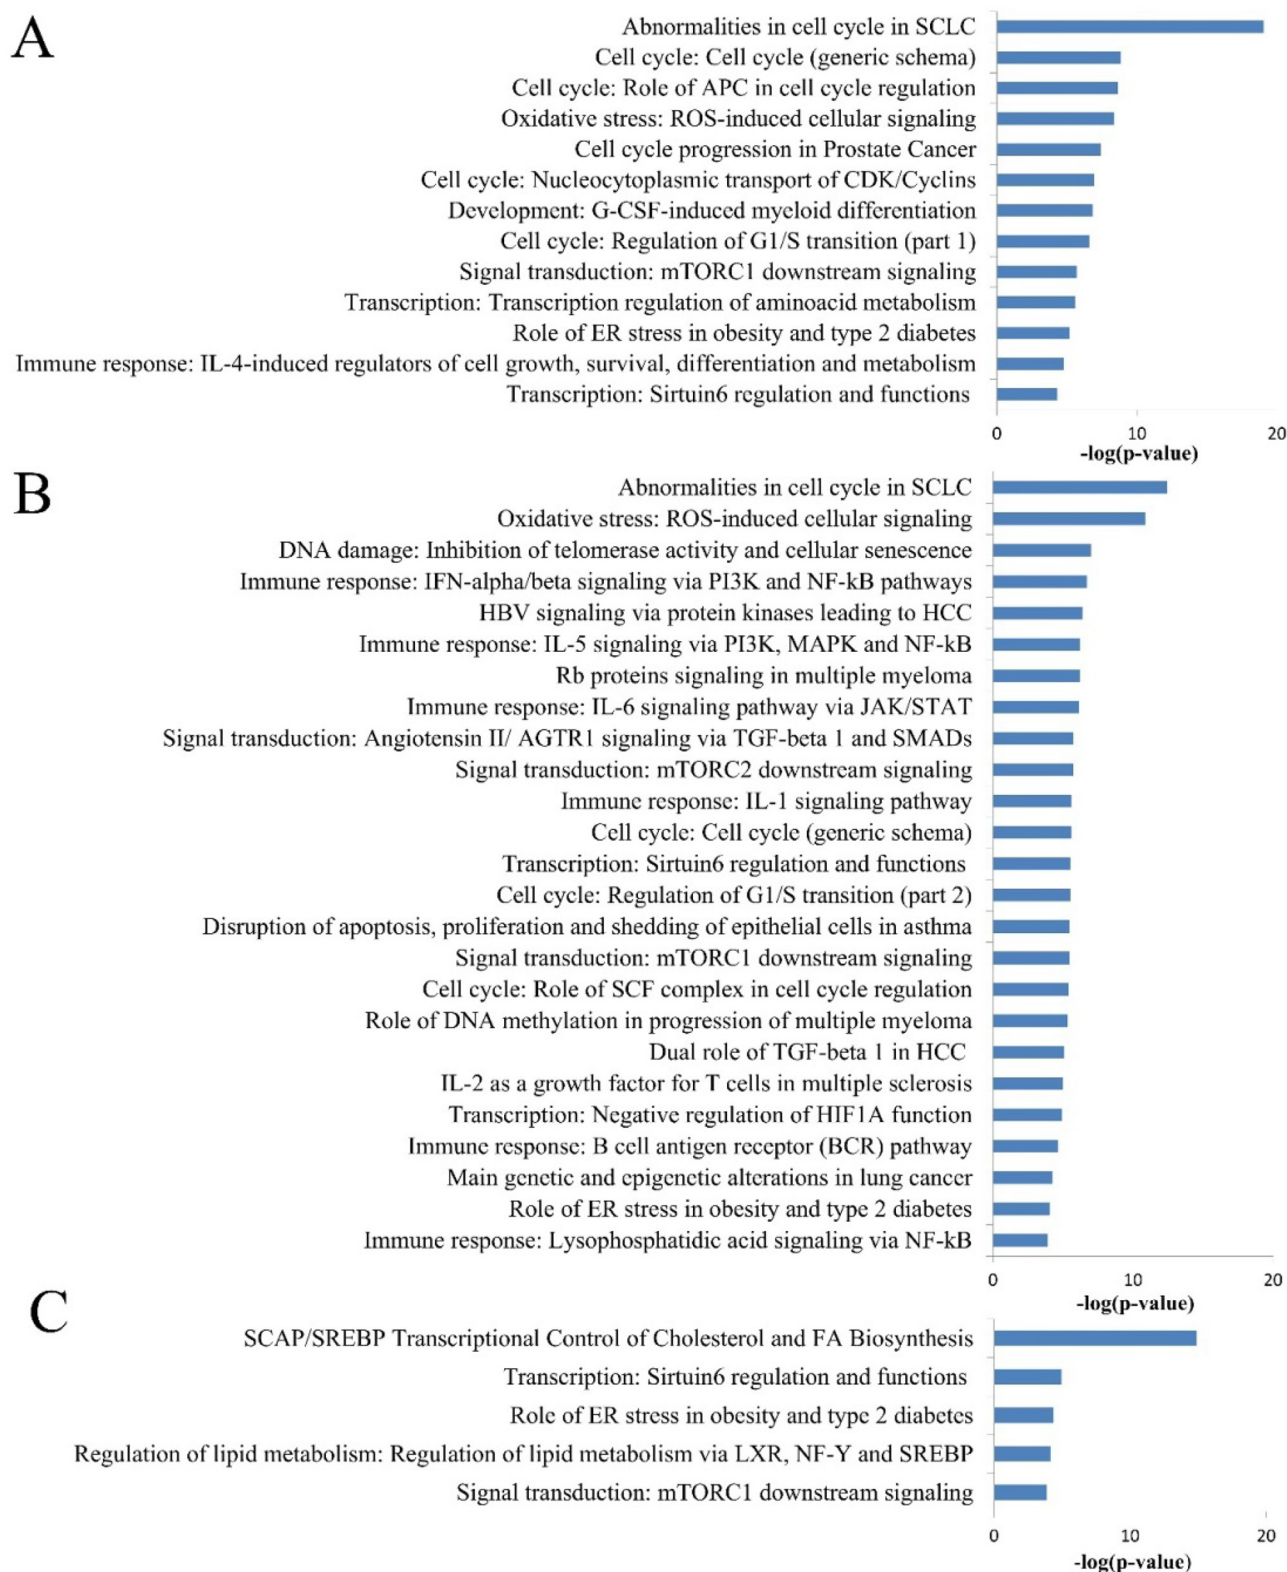 A
Abnormalities in cell cycle in SCLC
Cell cycle: Cell cycle (generic schema)
Cell cycle: Role of APC in cell cycle regulation
Oxidative stress: ROS-induced cellular signaling
Cell cycle progression in Prostate Cancer
Cell cycle: Nucleocytoplasmic transport of CDK/Cyclins
Development: G-CSF-induced myeloid differentiation
Cell cycle: Regulation of G1/S transition (part 1)
Signal transduction: mTORC1 downstream signaling
Transcription: Transcription regulation of aminoacid metabolism
Role of ER stress in obesity and type 2 diabetes
Immune response: IL-4-induced regulators of cell growth, survival, differentiation and metabolism
Transcription: Sirtuin6 regulation and functions
0 10 20
-log(p-value)
B
Abnormalities in cell cycle in SCLC
Oxidative stress: ROS-induced cellular signaling
DNA damage: Inhibition of telomerase activity and cellular senescence
Immune response: IFN-alpha/beta signaling via PI3K and NF-kB pathways
HBV signaling via protein kinases leading to HCC
Immune response: IL-5 signaling via PI3K, MAPK and NF-kB
Rb proteins signaling in multiple myeloma
Immune response: IL-6 signaling pathway via JAK/STAT
Signal transduction: Angiotensin II/ AGTR1 signaling via TGF-beta 1 and SMADs
Signal transduction: mTORC2 downstream signaling
Immune response: IL-1 signaling pathway
Cell cycle: Cell cycle (generic schema)
Transcription: Sirtuin6 regulation and functions
Cell cycle: Regulation of G1/S transition (part 2)
Disruption of apoptosis, proliferation and shedding of epithelial cells in asthma
Signal transduction: mTORC1 downstream signaling
Cell cycle: Role of SCF complex in cell cycle regulation
Role of DNA methylation in progression of multiple myeloma
Dual role of TGF-beta 1 in HCC
IL-2 as a growth factor for T cells in multiple sclerosis
Transcription: Negative regulation of HIF1A function
Immune response: B cell antigen receptor (BCR) pathway
Main genetic and epigenetic alterations in lung cancer
Role of ER stress in obesity and type 2 diabetes
Immune response: Lysophosphatidic acid signaling via NF-kB
0 10 20
-log(p-value)
C
SCAP/SREBP Transcriptional Control of Cholesterol and FA Biosynthesis
Transcription: Sirtuin6 regulation and functions
Role of ER stress in obesity and type 2 diabetes
Regulation of lipid metabolism: Regulation of lipid metabolism via LXR, NF-Y and SREBP
Signal transduction: mTORC1 downstream signaling
0 10 20
-log(p-value)